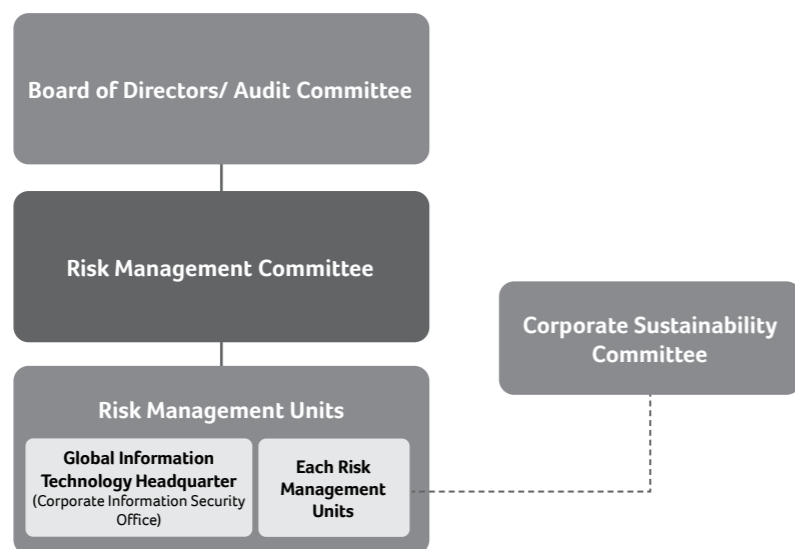 Board of Directors/ Audit Committee
Risk Management Committee
Corporate Sustainability
Committee
Risk Management Units
Global Information
Technology Headquarter
(Corporate Information Security
Office)
Each Risk
Management
Units